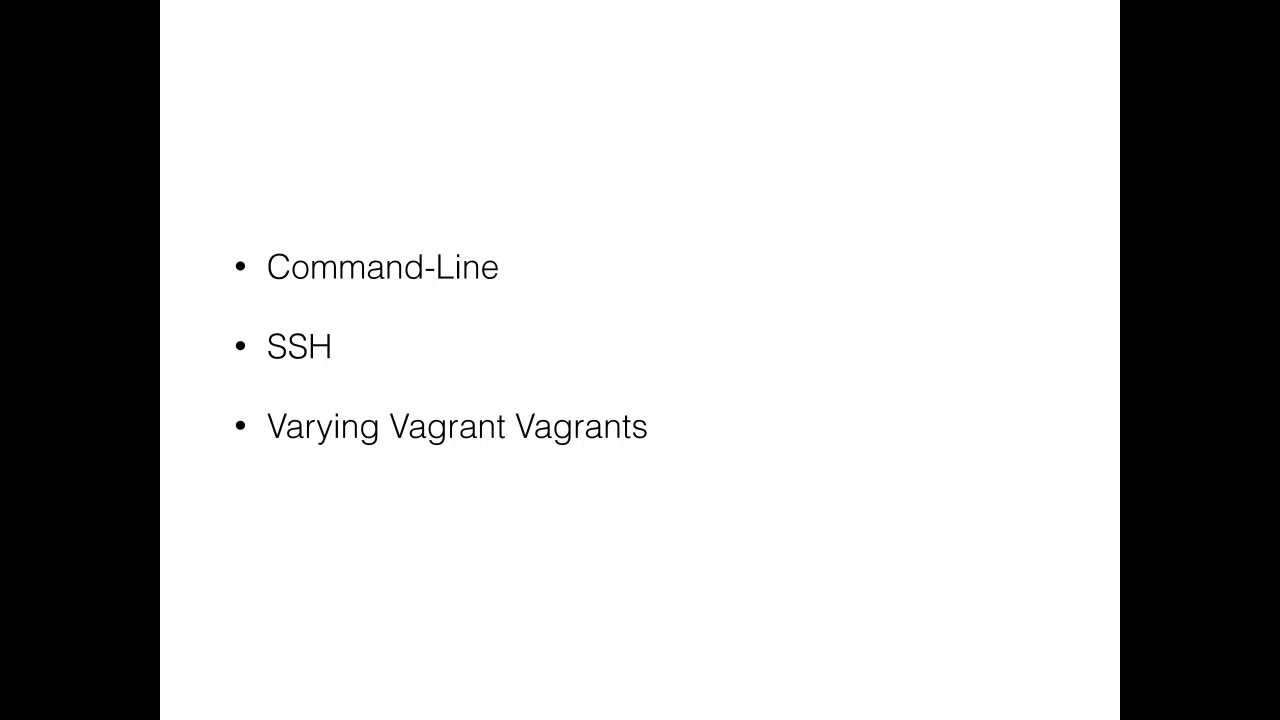 • Command-Line
• SSH
• Varying Vagrant Vagrants